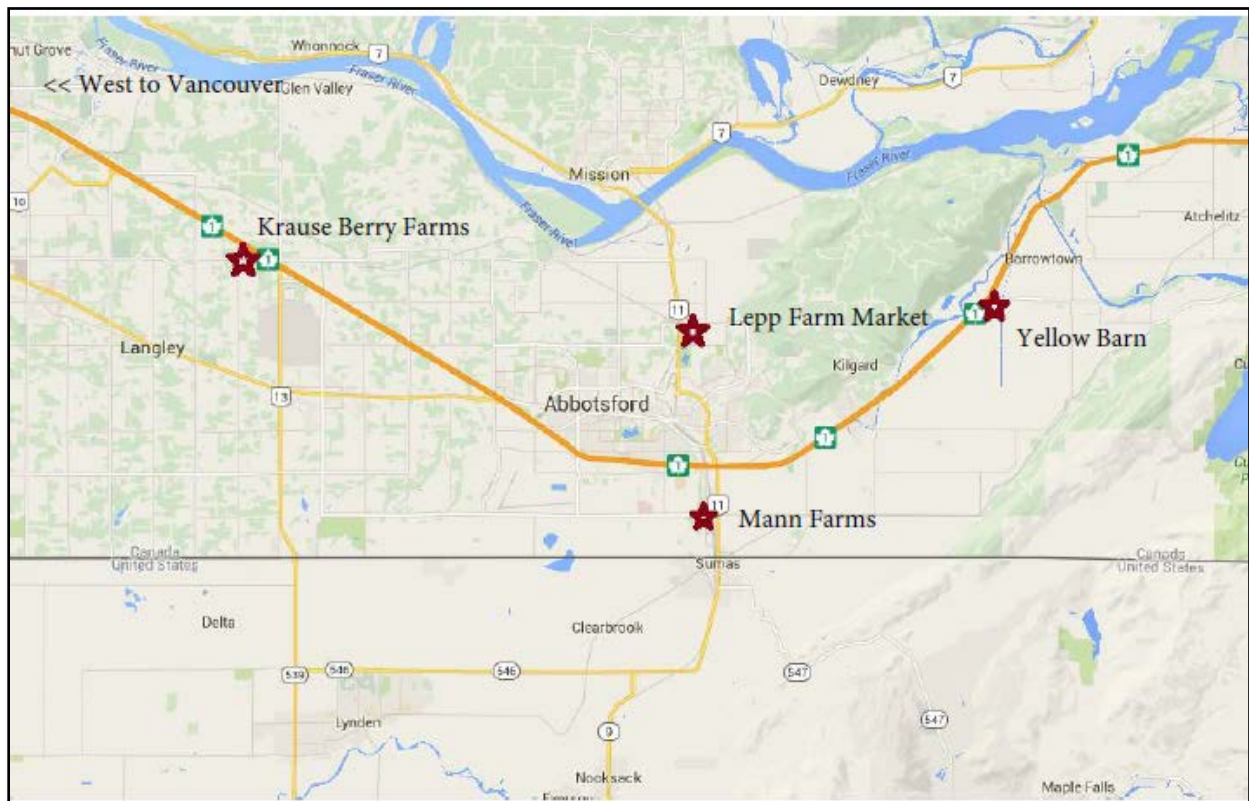 nut Grove
Fraser River
Whonnock
7
Fraser River
Dewdney
7
<< West to Vancouver
Glen Valley
7
Fraser River
Mission
1
10
Fraser River
Atchelitz
1
Krause Berry Farms
1
Barrowtown
11
Lepp Farm Market
1
Yellow Barn
Langley
Kilgard
13
Abbotsford
1
1
11
Mann Farms
Canada
United States
Canada
United States
Sumas
Delta
Clearbrook
539
546
546
547
Lynden
547
9
Nooksack
Maple Falls